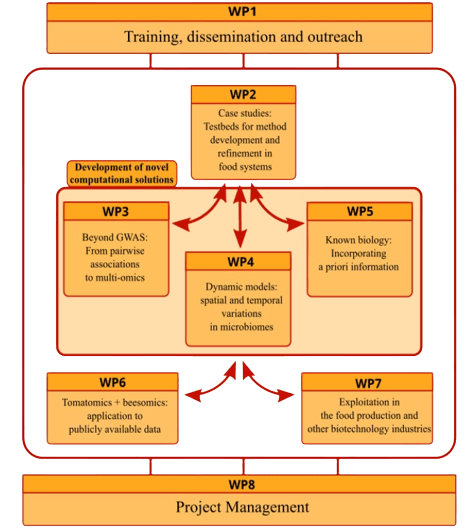 WP1
Training, dissemination and outreach
WP2
Case studies:
Testbeds for method
development and
refinement in
food systems
Development of novel
computational solutions
WP3
Beyond GWAS:
From pairwise
associations
to multi-omics
WP4
Dynamic models:
spatial and temporal
variations
in microbiomes
WP5
Known biology:
Incorporating
a priori information
WP6
Tomatomics + beesomics:
application to
publicly available data
WP7
Exploitation in
the food production and
other biotechnology industries
WP8
Project Management